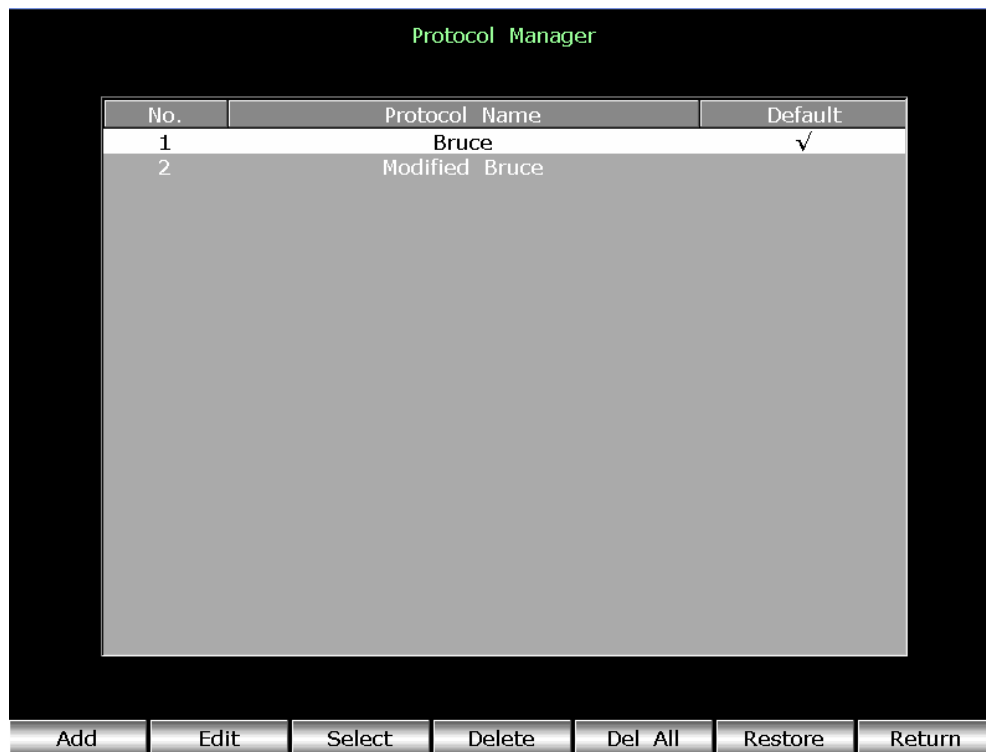 Protocol Manager
No. Protocol Name Default
1 Bruce √
2 Modified Bruce
Add Edit Select Delete Del All Restore Return